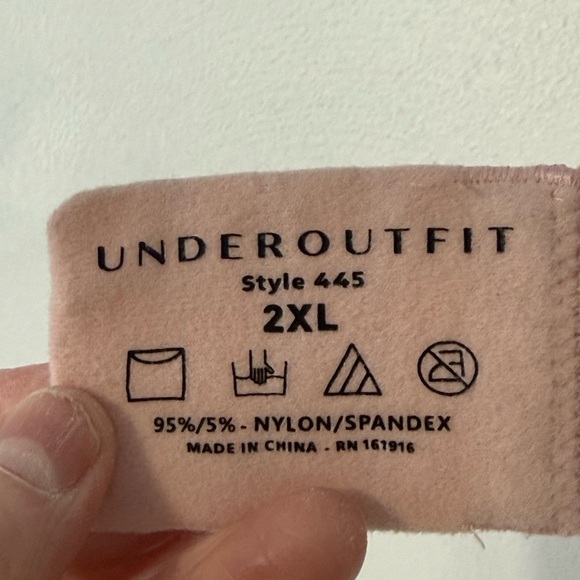 UNDEROUTFIT
Style 445
2XL
95%/5% - NYLON/SPANDEX
MADE IN CHINA - RN 161916